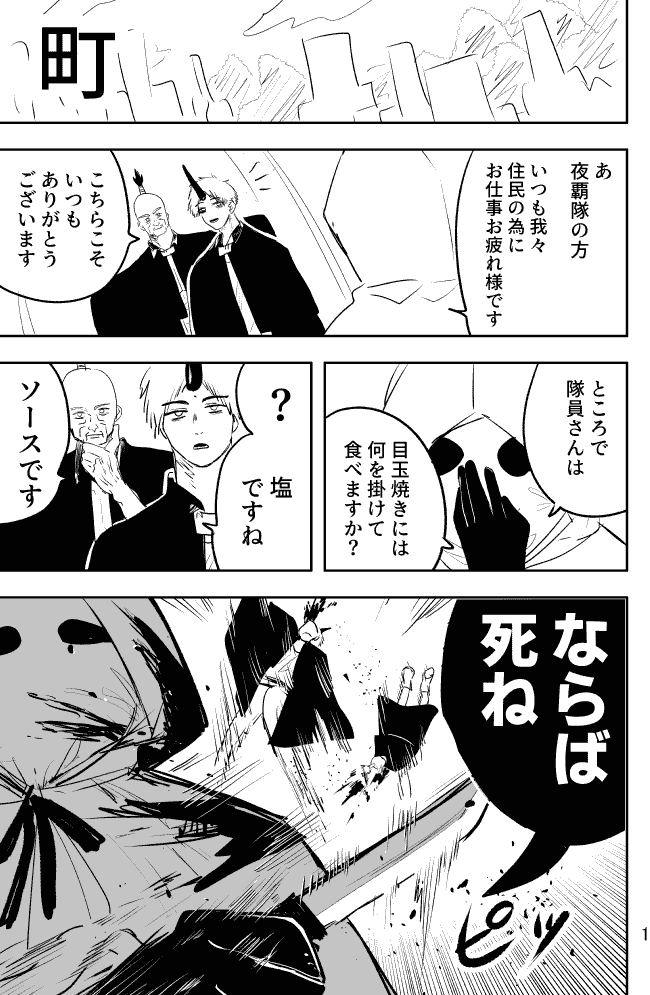 町
あ
夜覇隊の方
いつも我々
住民の為に
お仕事お疲れ様です
こちらこそ
いつも
ありがとう
ございます
ところで
隊員さんは
目玉焼きには
何を掛けて
食べますか?
?
塩
ですね
ソースです
ならば
死ね
ピッ
1